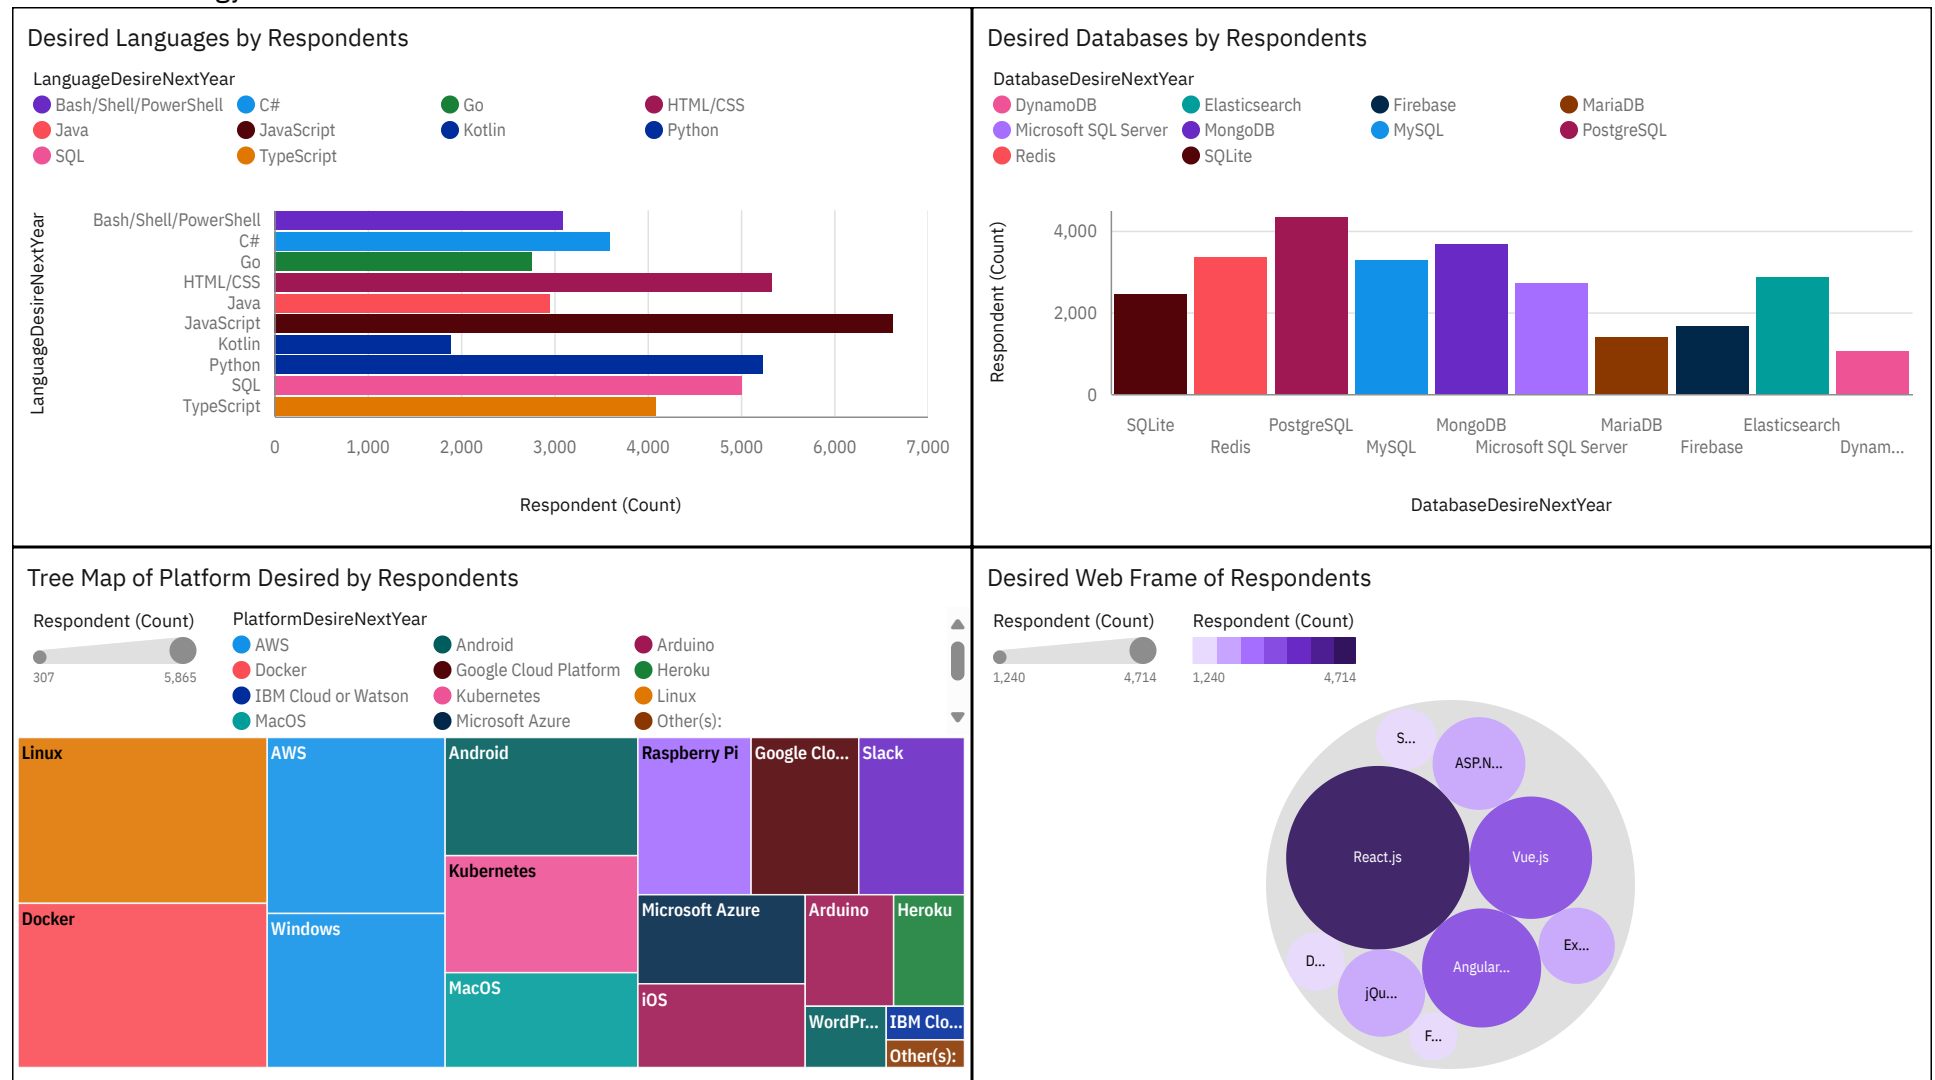 Desired Languages by Respondents
LanguageDesireNextYear
Bash/Shell/PowerShell C# Go HTML/CSS
Java JavaScript Kotlin Python
SQL TypeScript
LanguageDesireNextYear
Bash/Shell/PowerShell
C#
Go
HTML/CSS
Java
JavaScript
Kotlin
Python
SQL
TypeScript
0 1,000 2,000 3,000 4,000 5,000 6,000 7,000
Respondent (Count)
Desired Databases by Respondents
DatabaseDesireNextYear
DynamoDB Elasticsearch Firebase MariaDB
Microsoft SQL Server MongoDB MySQL PostgreSQL
Redis SQLite
Respondent (Count)
4,000
2,000
0
SQLite PostgreSQL MongoDB MariaDB Elasticsearch
Redis MySQL Microsoft SQL Server Firebase Dynam...
DatabaseDesireNextYear
Tree Map of Platform Desired by Respondents
Respondent (Count)
307 5,865
PlatformDesireNextYear
AWS Android Arduino
Docker Google Cloud Platform Heroku
IBM Cloud or Watson Kubernetes Linux
MacOS Microsoft Azure Other(s):
Linux AWS Android Raspberry Pi Google Clo... Slack
Kubernetes
Docker Windows Microsoft Azure Arduino Heroku
MacOS iOS
WordPr... IBM Clo...
Other(s):
Desired Web Frame of Respondents
Respondent (Count) Respondent (Count)
1,240 4,714 1,240 4,714
S...
ASP.N...
React.js Vue.js
Ex...
D... Angular...
jQu...
F...